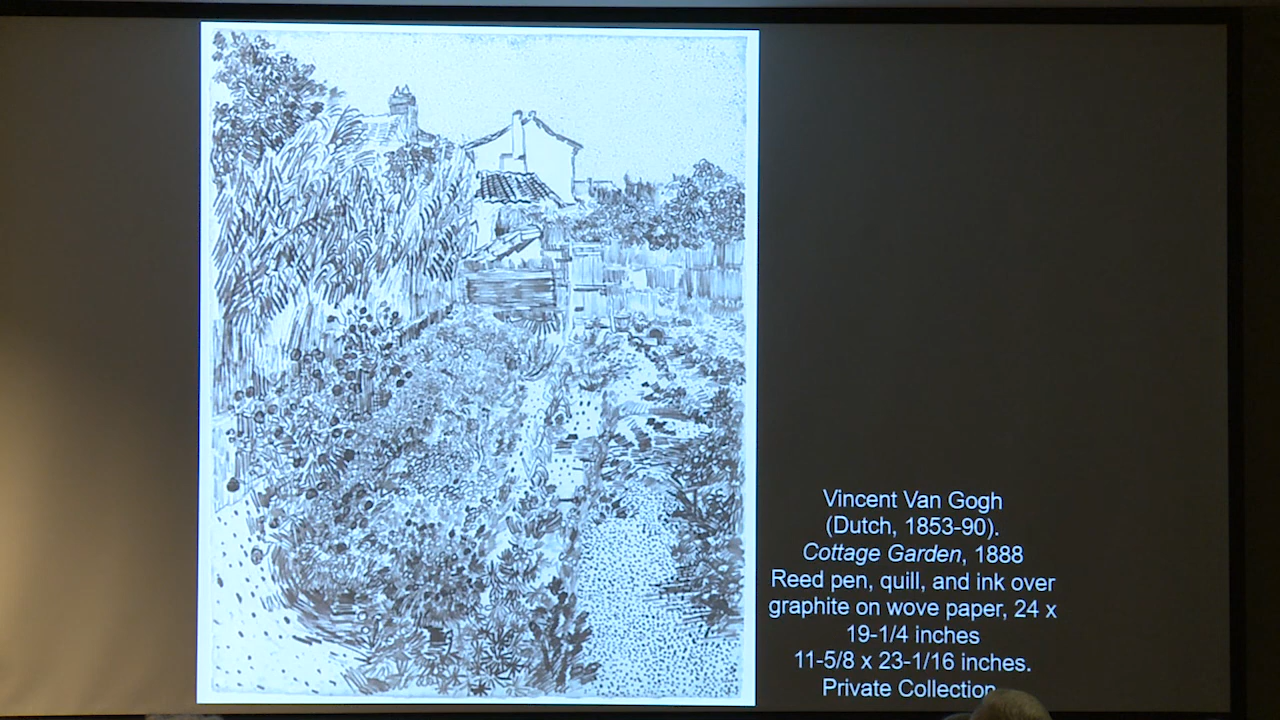 Vincent Van Gogh
(Dutch, 1853-90).
Cottage Garden, 1888
Reed pen, quill, and ink over
graphite on wove paper, 24 x
19-1/4 inches
11-5/8 x 23-1/16 inches.
Private Collection